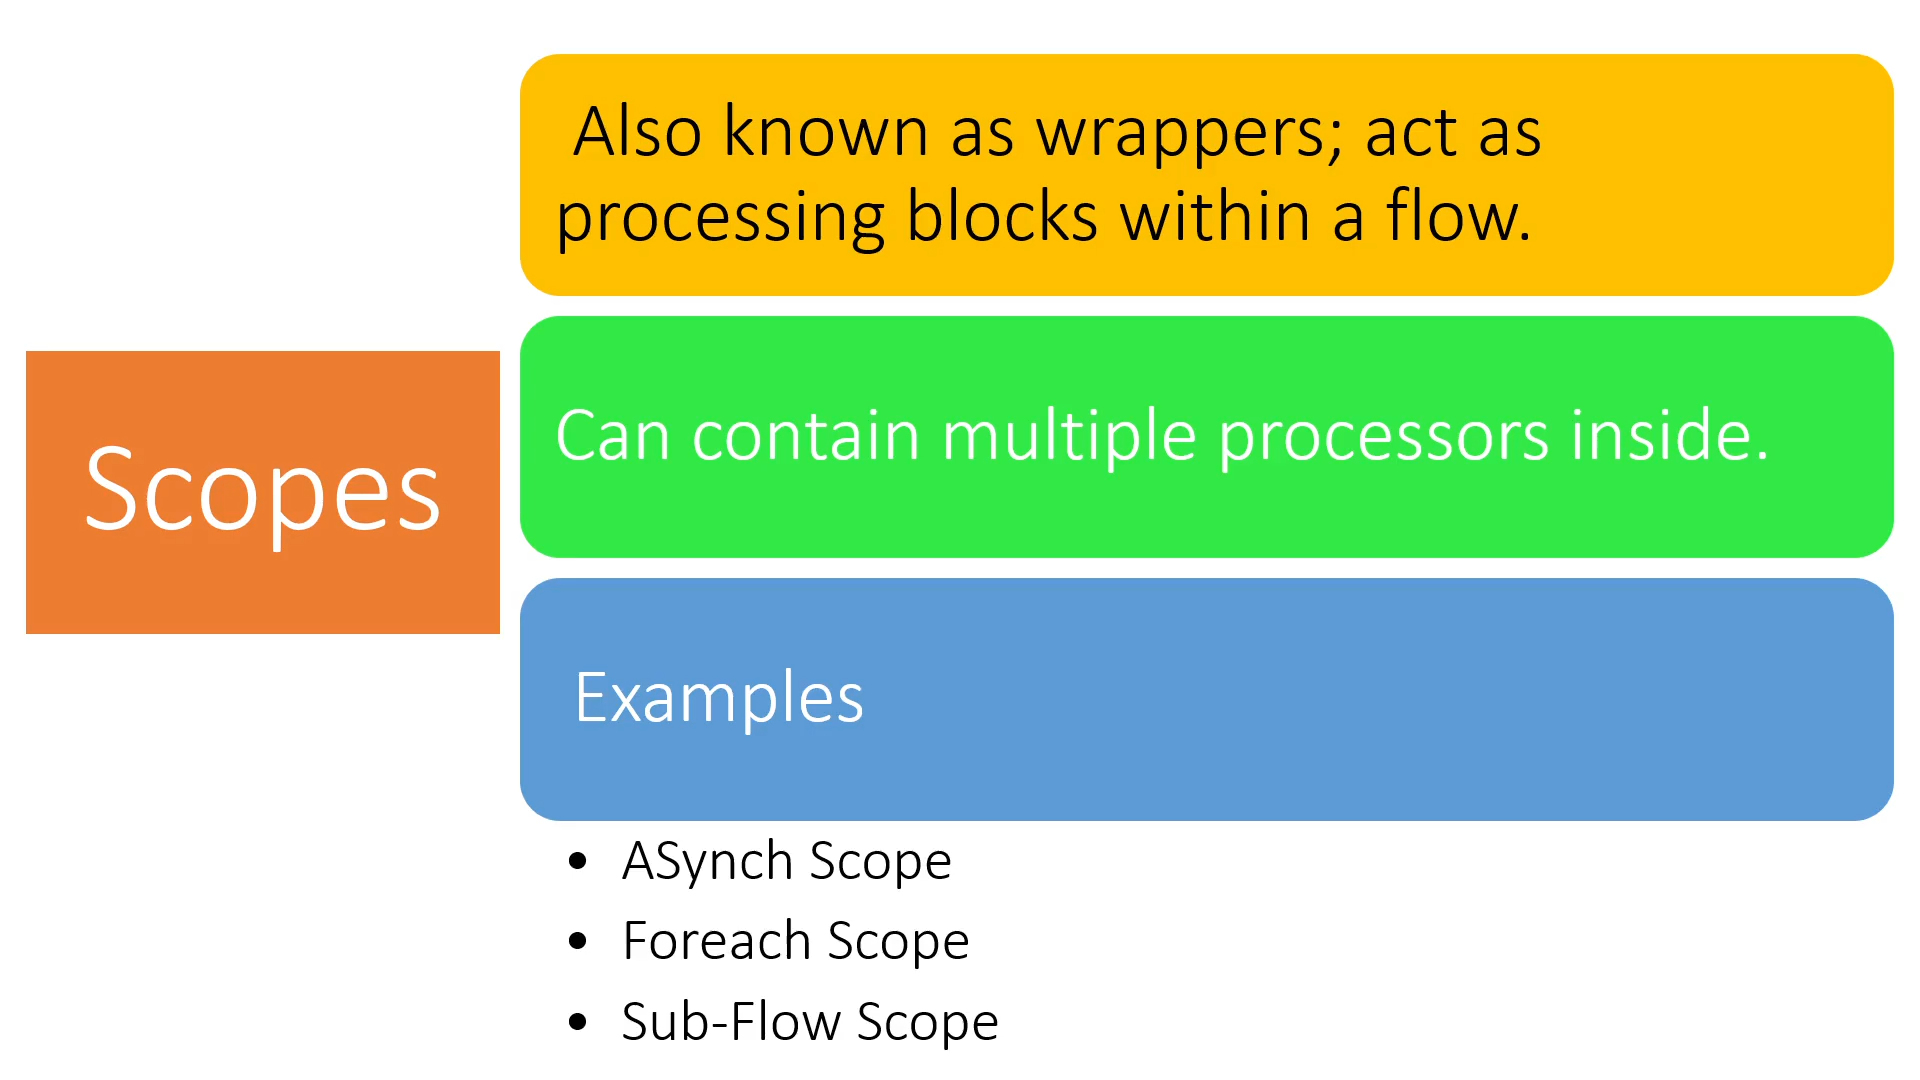 Scopes
Also known as wrappers; act as
processing blocks within a flow.
Can contain multiple processors inside.
Examples
• ASynch Scope
• Foreach Scope
• Sub-Flow Scope